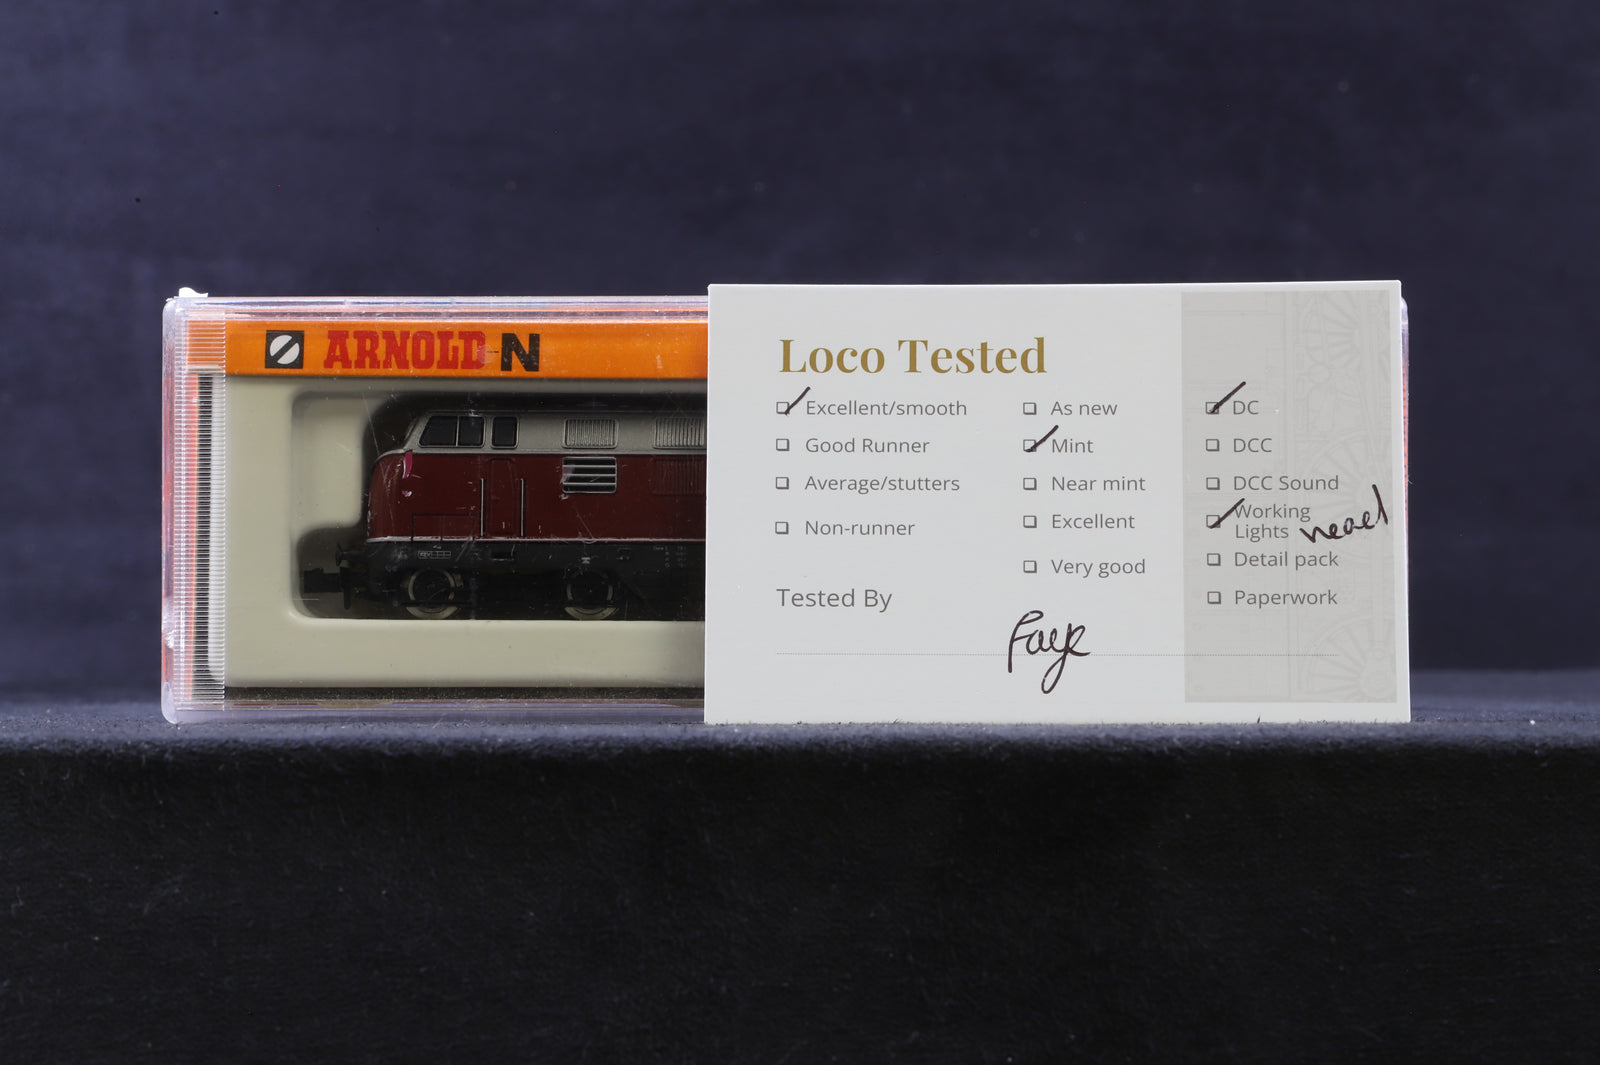 ARNOLD N
Loco Tested
Excellent/smooth
Good Runner
Average/stutters
Non-runner
As new
Mint
Near mint
Excellent
Very good
DC
DCC
DCC Sound
Working
Lights
Detail pack
Paperwork
Tested By
Faye